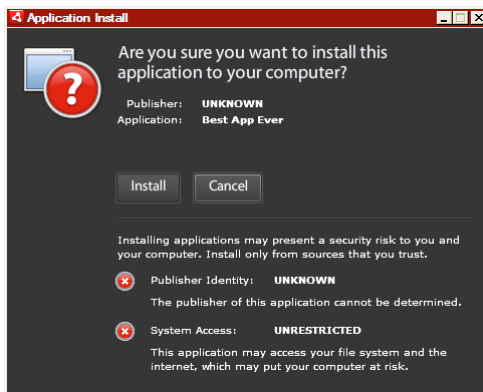 Application Install
Are you sure you want to install this
application to your computer?
Publisher: UNKNOWN
Application: Best App Ever
Install Cancel
Installing applications may present a security risk to you and
your computer. Install only from sources that you trust.
Publisher Identity: UNKNOWN
The publisher of this application cannot be determined.
System Access: UNRESTRICTED
This application may access your file system and the
internet, which may put your computer at risk.